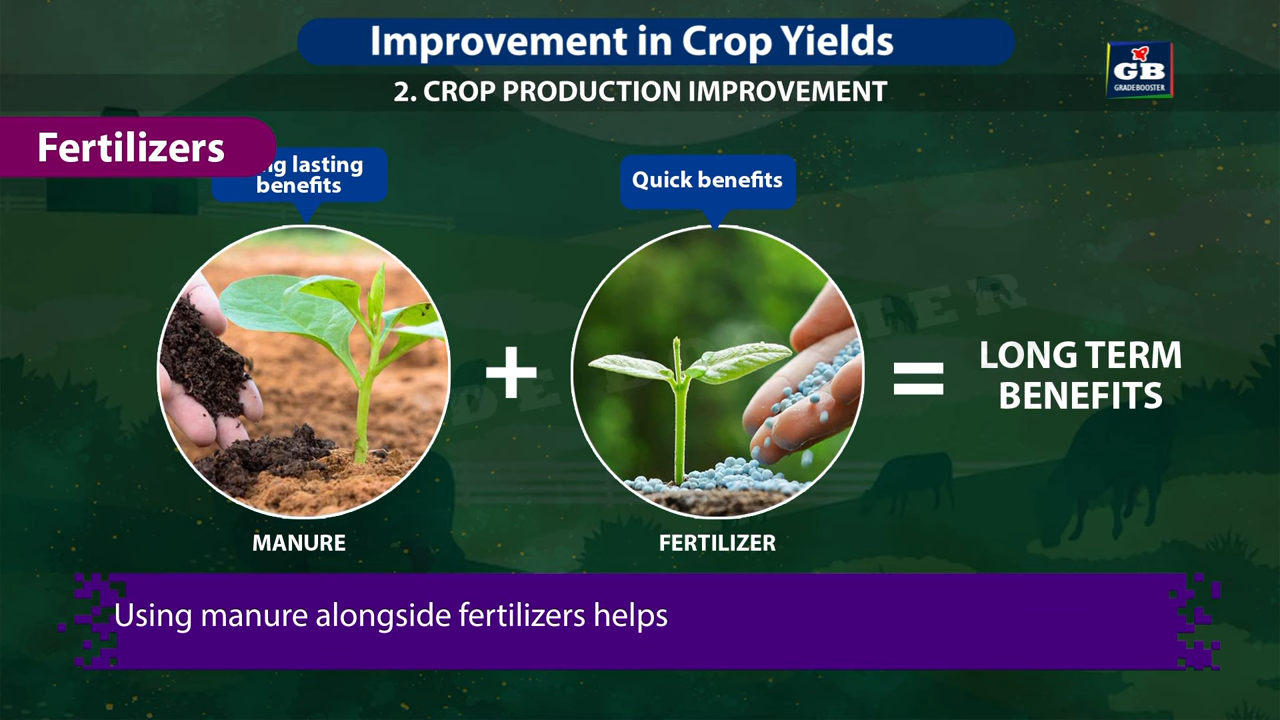 Improvement in Crop Yields
2. CROP PRODUCTION IMPROVEMENT
GB
GRADEBOOSTER
Fertilizers
lasting
benefits
Quick benefits
+
=
LONG TERM
BENEFITS
MANURE
FERTILIZER
Using manure alongside fertilizers helps